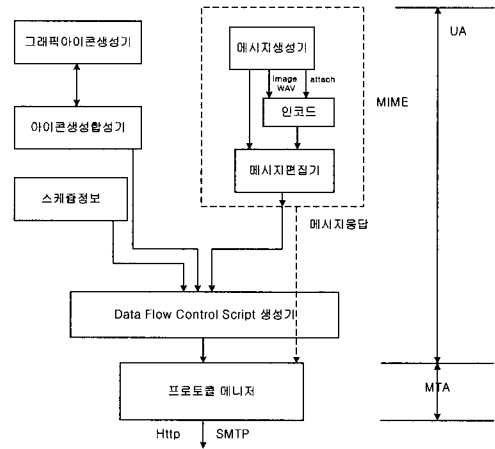 그래픽아이콘생성기
메시지생성기
UA
Image
WAV
attach
MIME
인코드
아이콘생성합성기
메시지편집기
스케쥴정보
메시지응답
Data Flow Control Script 생성기
프로토콜 메니저
MTA
Http
SMTP